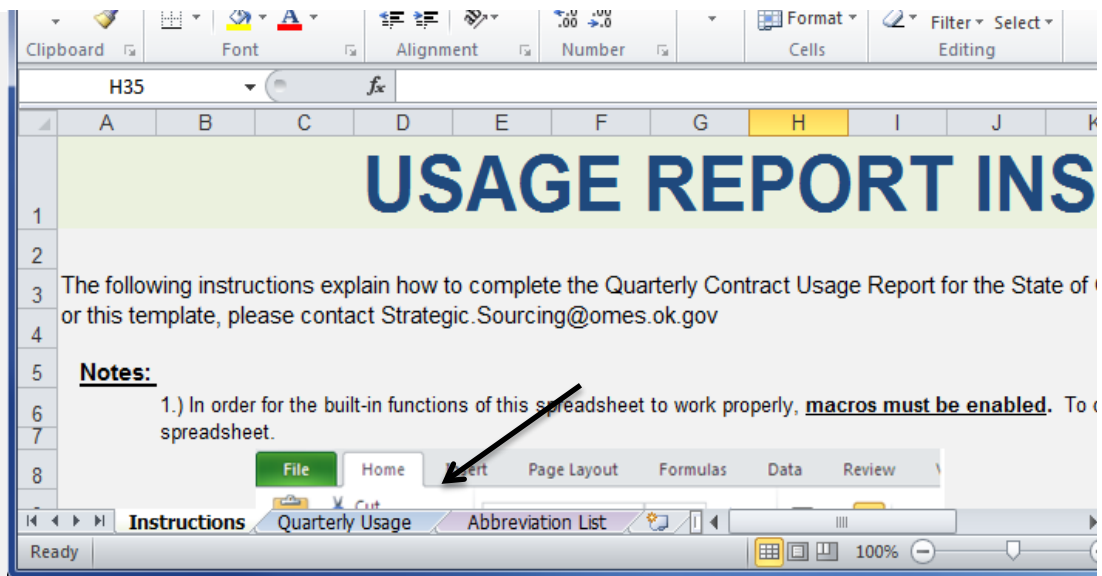 .00 .0
.00
Format
Filter Select
Clipboard Font Alignment Number Cells Editing
H35 fx
A B C D E F G H I J K
1 USAGE REPORT INS
2
3 The following instructions explain how to complete the Quarterly Contract Usage Report for the State of
4 or this template, please contact Strategic.Sourcing@omes.ok.gov
5 Notes:
6 1.) In order for the built-in functions of this spreadsheet to work properly, macros must be enabled. To
7 spreadsheet.
8 File Home Insert Page Layout Formulas Data Review
Cut
Instructions Quarterly Usage Abbreviation List
Ready 100%